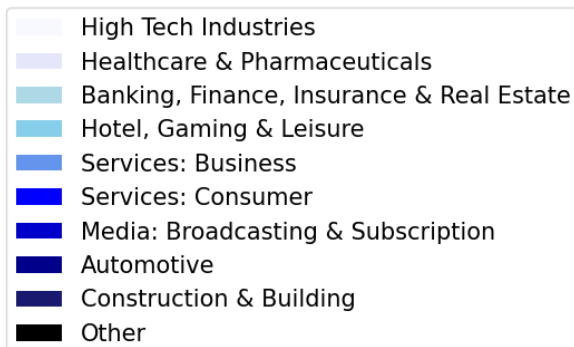 High Tech Industries
Healthcare & Pharmaceuticals
Banking, Finance, Insurance & Real Estate
Hotel, Gaming & Leisure
Services: Business
Services: Consumer
Media: Broadcasting & Subscription
Automotive
Construction & Building
Other